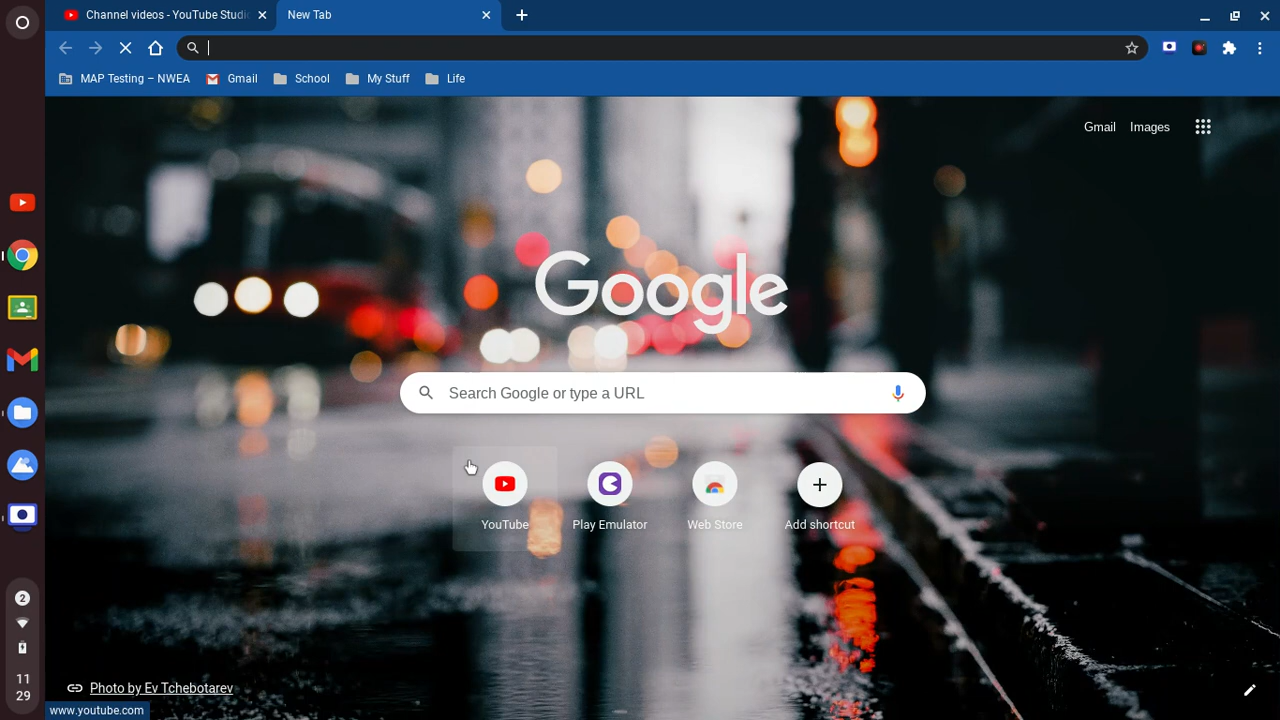 Channel videos - YouTube Studi
New Tab
MAP Testing – NWEA
Gmail
School
My Stuff
Life
Gmail
Images
Google
Search Google or type a URL
YouTube
Play Emulator
Web Store
Add shortcut
2
11
29
Photo by Ev Tchebotarev
www.youtube.com